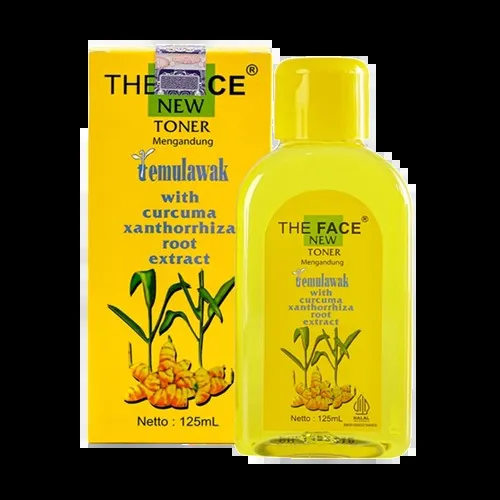 THE FACE®
NEW
TONER
Mengandung
temulawak
with
curcuma
xanthorrhiza
root
extract
Netto : 125mL
THE FACE®
NEW
TONER
Mengandung
temulawak
with
curcuma
xanthorrhiza
root
extract
Netto : 125mL
HALAL